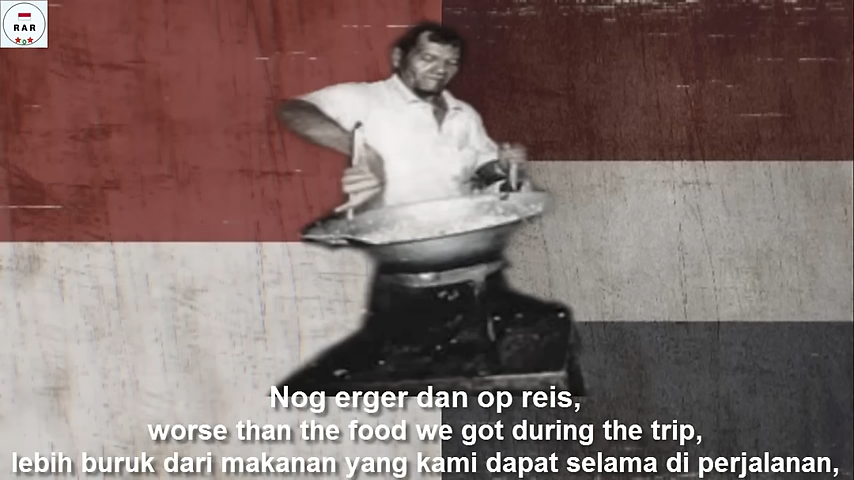 RAR
Nog erger dan op reis,
worse than the food we got during the trip,
lebih buruk dari makanan yang kami dapat selama di perjalanan,